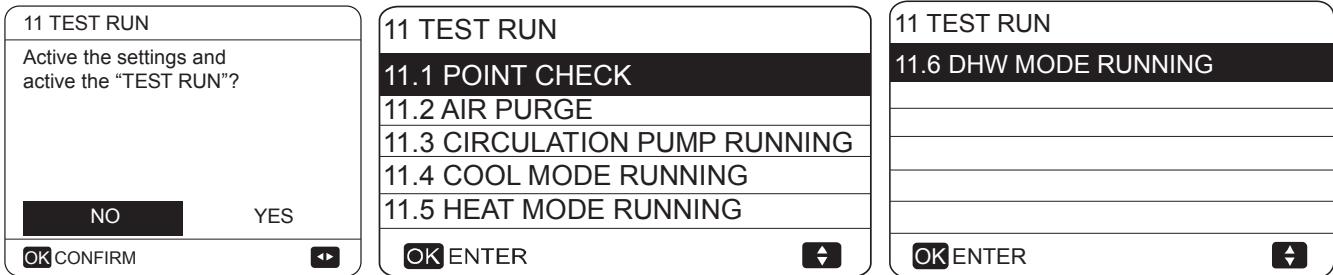 11 TEST RUN
Active the settings and
active the “TEST RUN”?
NO YES
OK CONFIRM
11 TEST RUN
11.1 POINT CHECK
11.2 AIR PURGE
11.3 CIRCULATION PUMP RUNNING
11.4 COOL MODE RUNNING
11.5 HEAT MODE RUNNING
OK ENTER
11 TEST RUN
11.6 DHW MODE RUNNING
OK ENTER